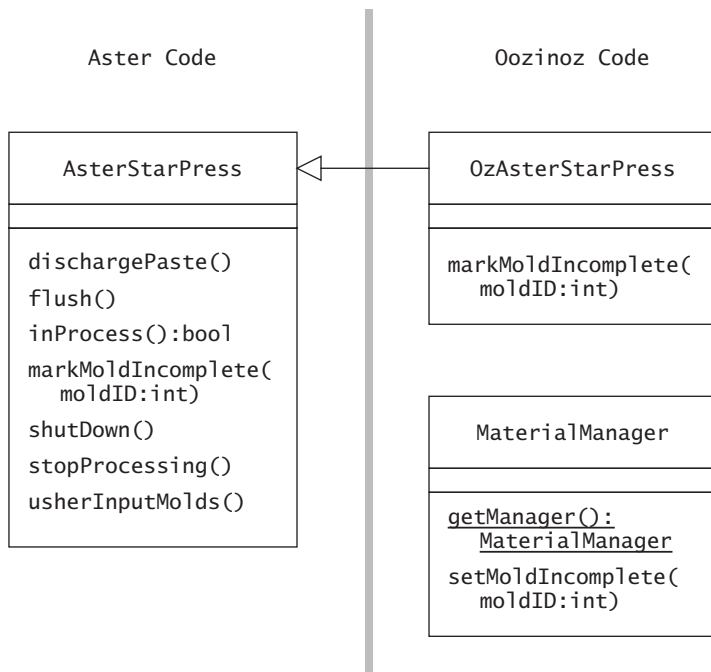 Aster Code
Oozinoz Code
AsterStarPress
dischargePaste()
flush()
inProcess():bool
markMoldIncomplete(
moldID:int)
shutDown()
stopProcessing()
usherInputMolds()
OzAsterStarPress
markMoldIncomplete(
moldID:int)
MaterialManager
getManager():
MaterialManager
setMoldIncomplete(
moldID:int)